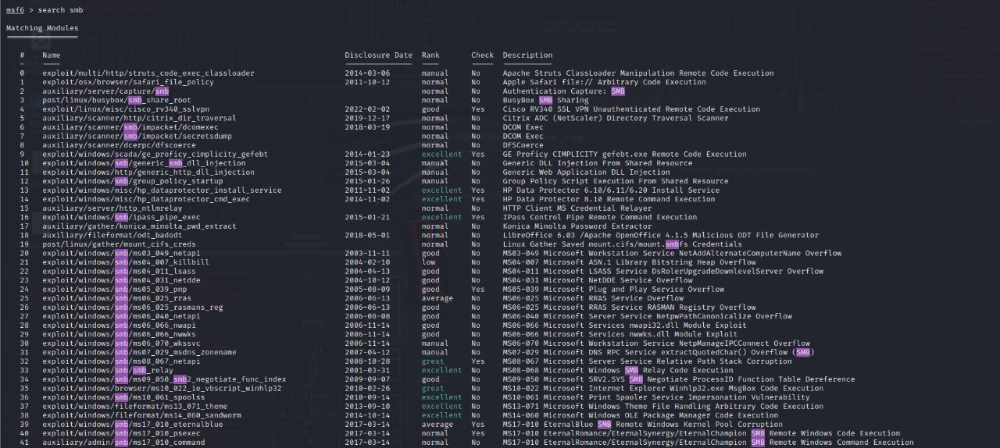 msf6 > search smb
Matching Modules
# Name Disclosure Date Rank Check Description
0 exploit/multi/http/struts_code_exec_classloader 2014-03-06 manual No Apache Struts ClassLoader Manipulation Remote Code Execution
1 exploit/osx/browser/safari_file_policy 2011-10-12 normal No Apple Safari file:// Arbitrary Code Execution
2 auxiliary/server/capture/smb normal No Authentication Capture: SMB
3 post/linux/busybox/smb_share_root normal No BusyBox SMB Sharing
4 exploit/linux/misc/cisco_rv340_sslvpn 2022-02-02 good Yes Cisco RV340 SSL VPN Unauthenticated Remote Code Execution
5 auxiliary/scanner/http/citrix_dir_traversal 2019-12-17 normal No Citrix ADC (NetScaler) Directory Traversal Scanner
6 auxiliary/scanner/smb/impacket/dcomexec 2018-03-19 normal No DCOM Exec
7 auxiliary/scanner/smb/impacket/secretsdump normal No DCOM Exec
8 auxiliary/scanner/dcerpc/dfscoerce normal No DFSCoerce
9 exploit/windows/scada/ge_proficy_cimplicity_gefebt 2014-01-23 excellent Yes GE Proficy CIMPLICITY gefebt.exe Remote Code Execution
10 exploit/windows/smb/generic_smb_dll_injection 2015-03-04 manual No Generic DLL Injection From Shared Resource
11 exploit/windows/http/generic_http_dll_injection 2015-03-04 manual No Generic Web Application DLL Injection
12 exploit/windows/smb/group_policy_startup 2015-01-26 manual No Group Policy Script Execution From Shared Resource
13 exploit/windows/misc/hp_dataprotector_install_service 2011-11-02 excellent Yes HP Data Protector 6.10/6.11/6.20 Install Service
14 exploit/windows/misc/hp_dataprotector_cmd_exec 2014-11-02 excellent Yes HP Data Protector 8.10 Remote Command Execution
15 auxiliary/server/http_ntlmrelay normal No HTTP Client MS Credential Relayer
16 exploit/windows/smb/ipass_pipe_exec 2015-01-21 excellent Yes IPass Control Pipe Remote Command Execution
17 auxiliary/gather/konica_minolta_pwd_extract normal No Konica Minolta Password Extractor
18 auxiliary/fileformat/odt_badodt 2018-05-01 normal No LibreOffice 6.03 /Apache OpenOffice 4.1.5 Malicious ODT File Generator
19 post/linux/gather/mount_cifs_creds normal No Linux Gather Saved mount.cifs/mount.smbfs Credentials
20 exploit/windows/smb/ms03_049_netapi 2003-11-11 good No MS03-049 Microsoft Workstation Service NetAddAlternateComputerName Overflow
21 exploit/windows/smb/ms04_007_killbill 2004-02-10 low No MS04-007 Microsoft ASN.1 Library Bitstring Heap Overflow
22 exploit/windows/smb/ms04_011_lsass 2004-04-13 good No MS04-011 Microsoft LSASS Service DsRolerUpgradeDownlevelServer Overflow
23 exploit/windows/smb/ms04_031_netdde 2004-10-12 good No MS04-031 Microsoft NetDDE Service Overflow
24 exploit/windows/smb/ms05_039_pnp 2005-08-09 good Yes MS05-039 Microsoft Plug and Play Service Overflow
25 exploit/windows/smb/ms06_025_rras 2006-06-13 average No MS06-025 Microsoft RRAS Service Overflow
26 exploit/windows/smb/ms06_025_rasmans_reg 2006-06-13 good No MS06-025 Microsoft RRAS Service RASMAN Registry Overflow
27 exploit/windows/smb/ms06_040_netapi 2006-08-08 good No MS06-040 Microsoft Server Service NetpwPathCanonicalize Overflow
28 exploit/windows/smb/ms06_066_nwapi 2006-11-14 good No MS06-066 Microsoft Services nwapi32.dll Module Exploit
29 exploit/windows/smb/ms06_066_nwwks 2006-11-14 good No MS06-066 Microsoft Services nwwks.dll Module Exploit
30 exploit/windows/smb/ms06_070_wkssvc 2006-11-14 manual No MS06-070 Microsoft Workstation Service NetpManageIPCConnect Overflow
31 exploit/windows/smb/ms07_029_msdns_zonename 2007-04-12 manual No MS07-029 Microsoft DNS RPC Service extractQuotedChar() Overflow (SMB)
32 exploit/windows/smb/ms08_067_netapi 2008-10-28 great Yes MS08-067 Microsoft Server Service Relative Path Stack Corruption
33 exploit/windows/smb/smb_relay 2001-03-31 excellent No MS08-068 Microsoft Windows SMB Relay Code Execution
34 exploit/windows/smb/ms09_050_smb2_negotiate_func_index 2009-09-07 good No MS09-050 Microsoft SRV2.SYS SMB Negotiate ProcessID Function Table Dereference
35 exploit/windows/browser/ms10_022_ie_vbscript_winhlp32 2010-02-26 great No MS10-022 Microsoft Internet Explorer Winhlp32.exe MsgBox Code Execution
36 exploit/windows/smb/ms10_061_spoolss 2010-09-14 excellent No MS10-061 Microsoft Print Spooler Service Impersonation Vulnerability
37 exploit/windows/fileformat/ms13_071_theme 2013-09-10 excellent No MS13-071 Microsoft Windows Theme File Handling Arbitrary Code Execution
38 exploit/windows/fileformat/ms14_060_sandworm 2014-10-14 excellent No MS14-060 Microsoft Windows OLE Package Manager Code Execution
39 exploit/windows/smb/ms17_010_eternalblue 2017-03-14 average Yes MS17-010 EternalBlue SMB Remote Windows Kernel Pool Corruption
40 exploit/windows/smb/ms17_010_psexec 2017-03-14 normal Yes MS17-010 EternalRomance/EternalSynergy/EternalChampion SMB Remote Windows Code Execution
41 auxiliary/admin/smb/ms17_010_command 2017-03-14 normal No MS17-010 EternalRomance/EternalSynergy/EternalChampion SMB Remote Windows Command Execution